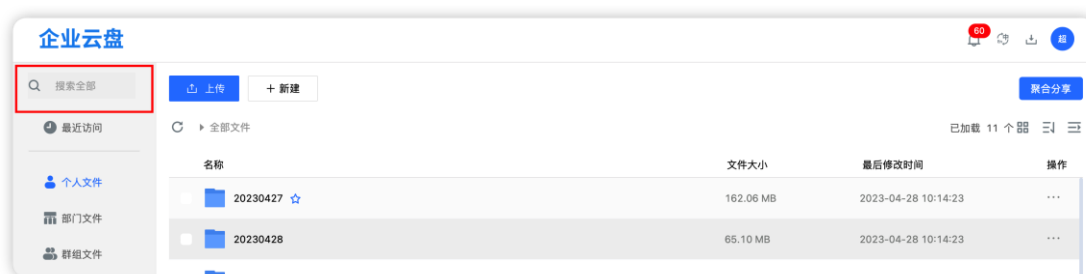 企业云盘
60
超
搜索全部
上传 新建
聚合分享
最近访问
全部文件
已加载 11 个
名称 文件大小 最后修改时间 操作
个人文件
20230427 162.06 MB 2023-04-28 10:14:23 ···
部门文件
20230428 65.10 MB 2023-04-28 10:14:23 ···
群组文件